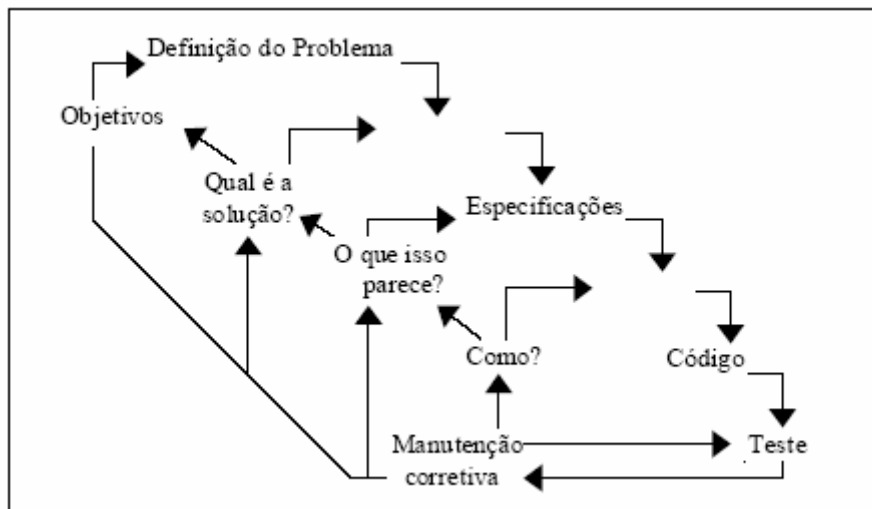 Definição do Problema
Objetivos
Qual é a
solução?
Especificações
O que isso
parece?
Como?
Código
Manutenção
corretiva
Teste